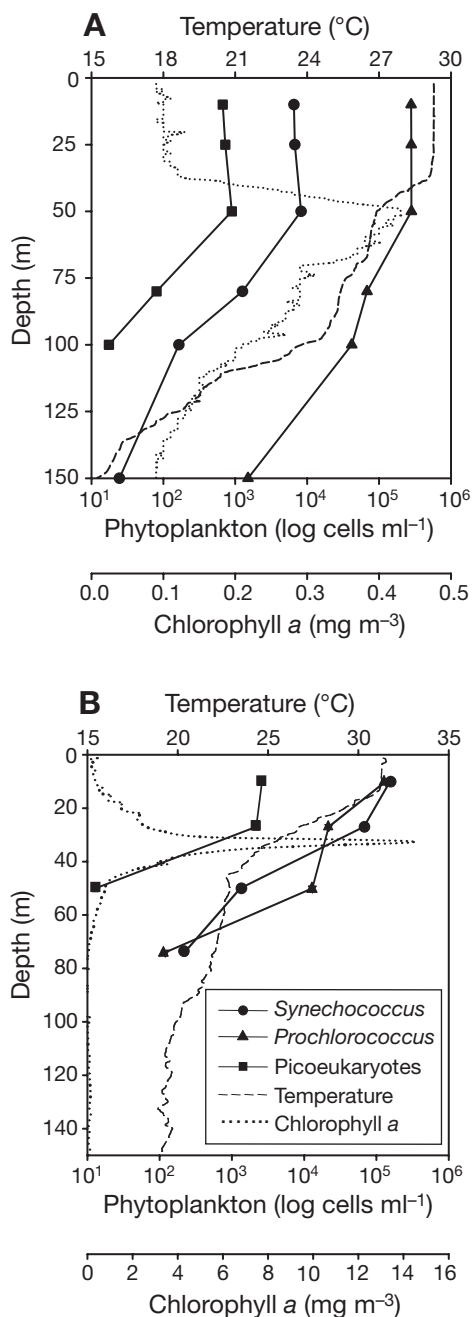 A
Temperature (°C)
15 18 20 23 25 28 30
0
25
50
75
100
125
150
Depth (m)
10¹ 10² 10³ 10⁴ 10⁵ 10⁶
Phytoplankton (log cells ml⁻¹)
0.0 0.1 0.2 0.3 0.4 0.5
Chlorophyll a (mg m⁻³)
B
Temperature (°C)
15 20 25 30 35
0
20
40
60
80
100
120
140
Depth (m)
Synechococcus
Prochlorococcus
Picoeukaryotes
Temperature
Chlorophyll a
10¹ 10² 10³ 10⁴ 10⁵ 10⁶
Phytoplankton (log cells ml⁻¹)
0 2 4 6 8 10 12 14 16
Chlorophyll a (mg m⁻³)